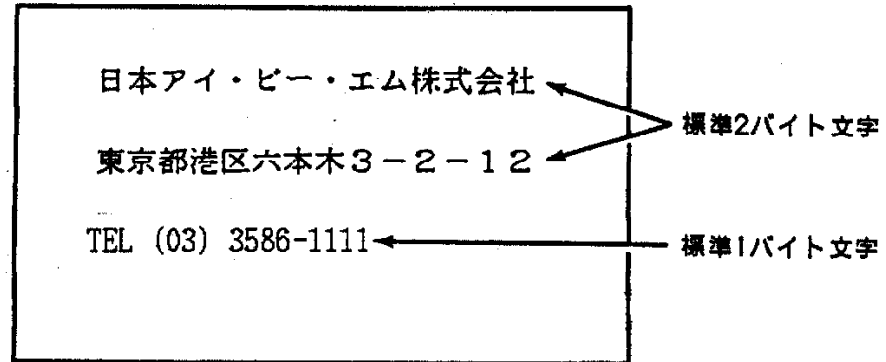 日本アイ・ビー・エム株式会社
標準2バイト文字
東京都港区六本木3-2-12
TEL (03) 3586-1111
標準1バイト文字